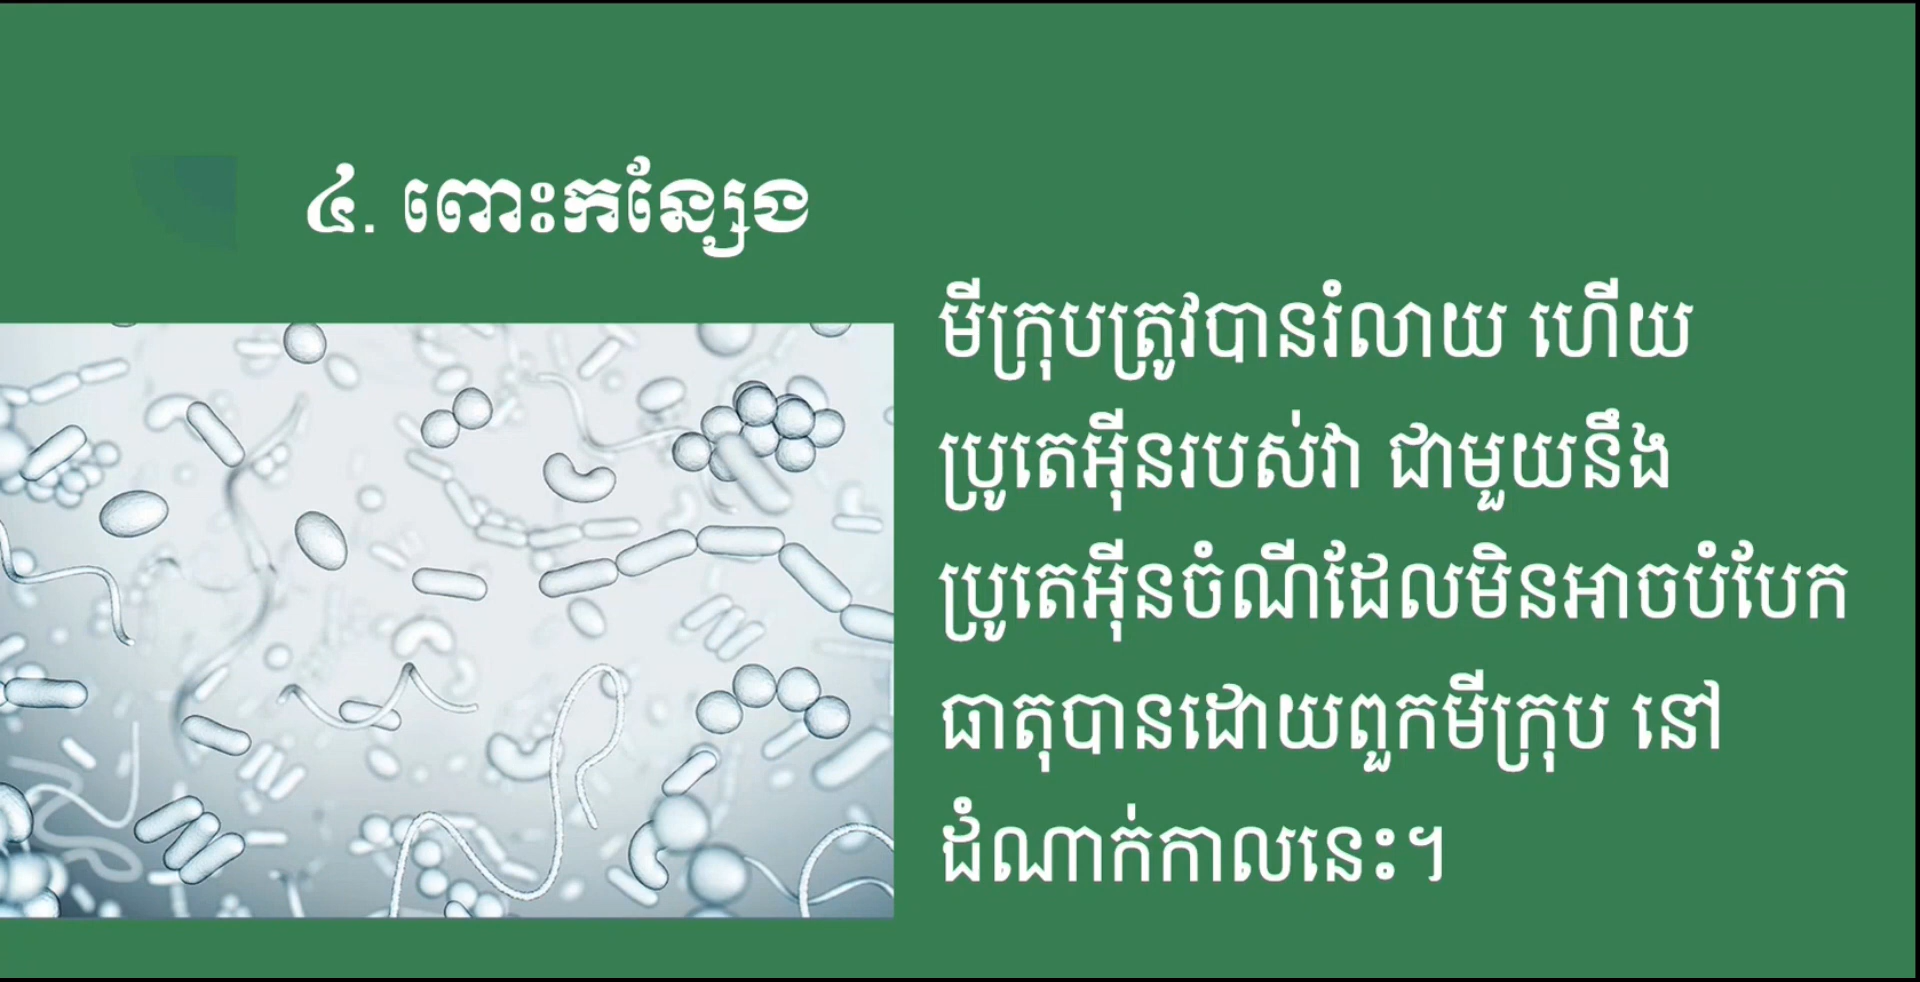 ៤. ពោះកន្សែង
មីក្រុបត្រូវបានរំលាយ ហើយ
ប្រូតេអ៊ីនរបស់វា ជាមួយនឹង
ប្រូតេអ៊ីនចំណីដែលមិនអាចបំបែក
ធាតុបានដោយពួកមីក្រុប នៅ
ដំណាក់កាលនេះ។